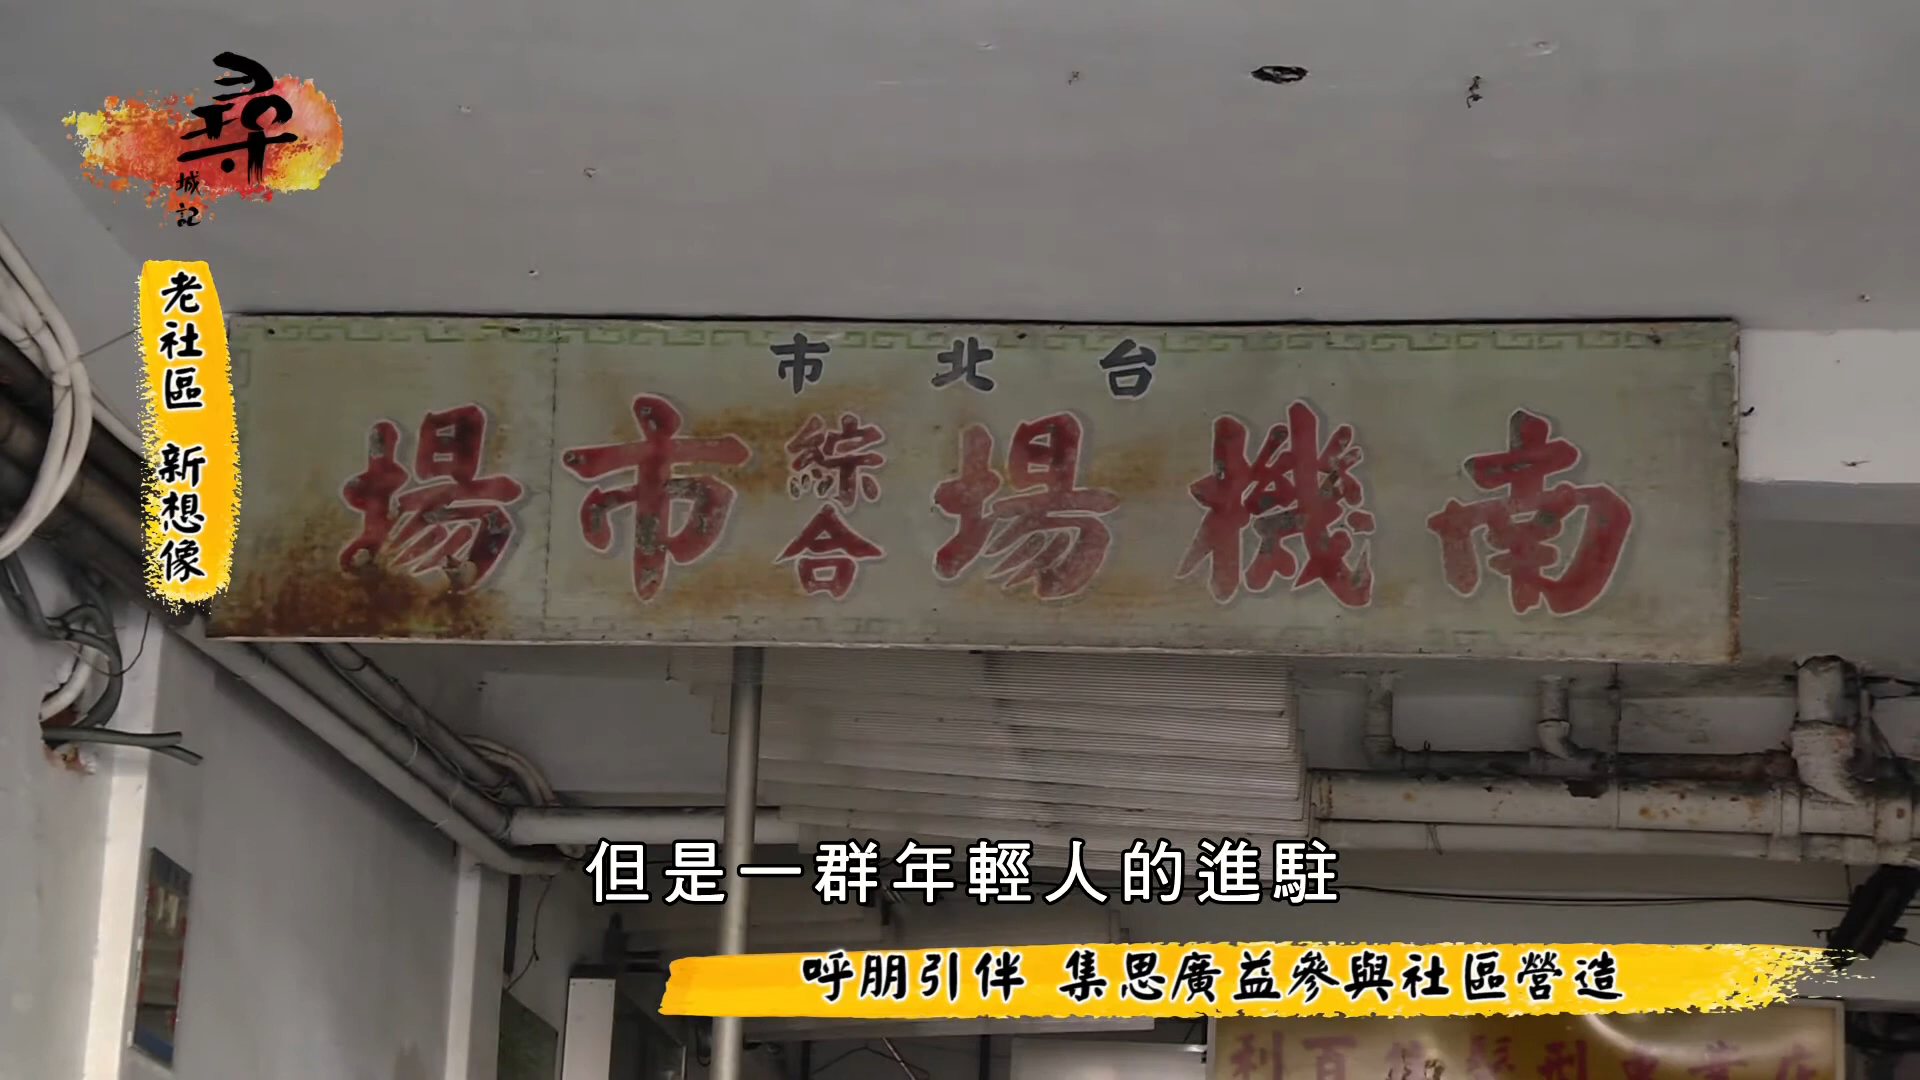 尋
城記
老社區 新想像
台北市
南機場綜合市場
但是一群年輕人的進駐
呼朋引伴 集思廣益參與社區營造
利百